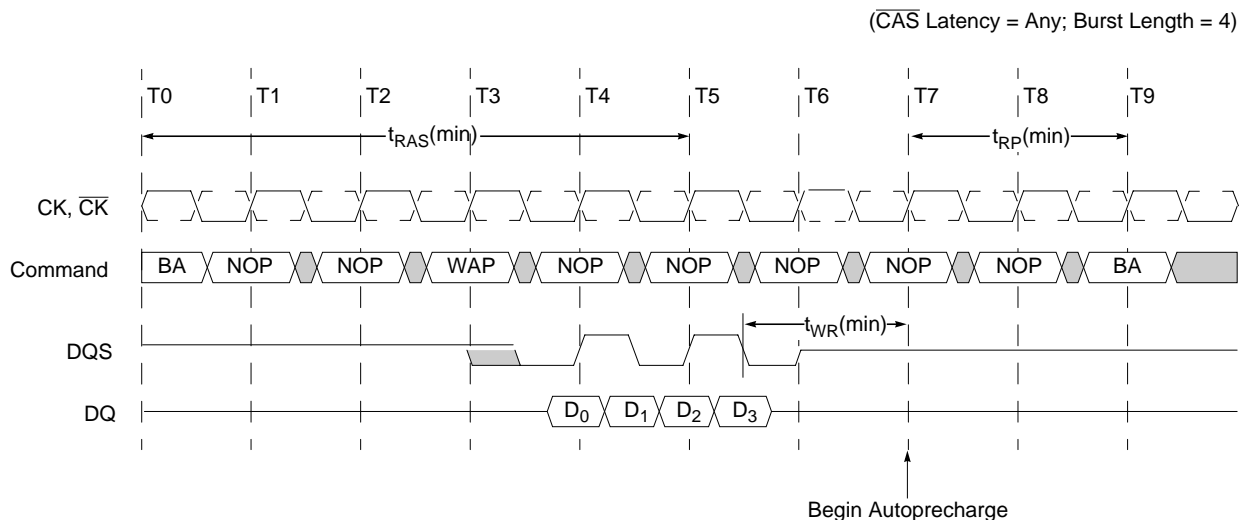 (C̅A̅S̅ Latency = Any; Burst Length = 4)
T0 T1 T2 T3 T4 T5 T6 T7 T8 T9
tRAS(min) tRP(min)
CK, C̅K̅
Command BA NOP NOP WAP NOP NOP NOP NOP NOP BA
tWR(min)
DQS
DQ D0 D1 D2 D3
Begin Autoprecharge